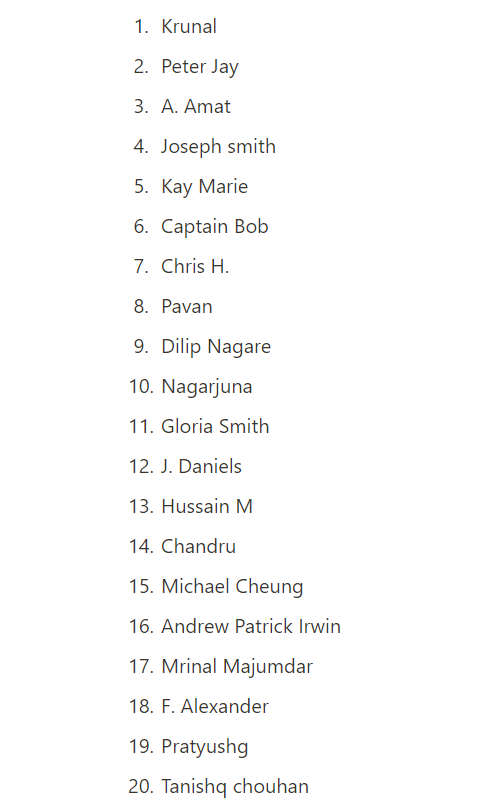 1. Krunal
2. Peter Jay
3. A. Amat
4. Joseph smith
5. Kay Marie
6. Captain Bob
7. Chris H.
8. Pavan
9. Dilip Nagare
10. Nagarjuna
11. Gloria Smith
12. J. Daniels
13. Hussain M
14. Chandru
15. Michael Cheung
16. Andrew Patrick Irwin
17. Mrinal Majumdar
18. F. Alexander
19. Pratyushg
20. Tanishq chouhan